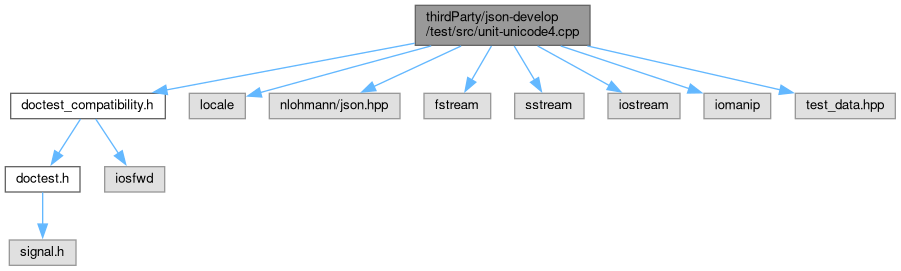 thirdParty/json-develop
/test/src/unit-unicode4.cpp
doctest_compatibility.h
locale
nlohmann/json.hpp
fstream
sstream
iostream
iomanip
test_data.hpp
doctest.h
iosfwd
signal.h